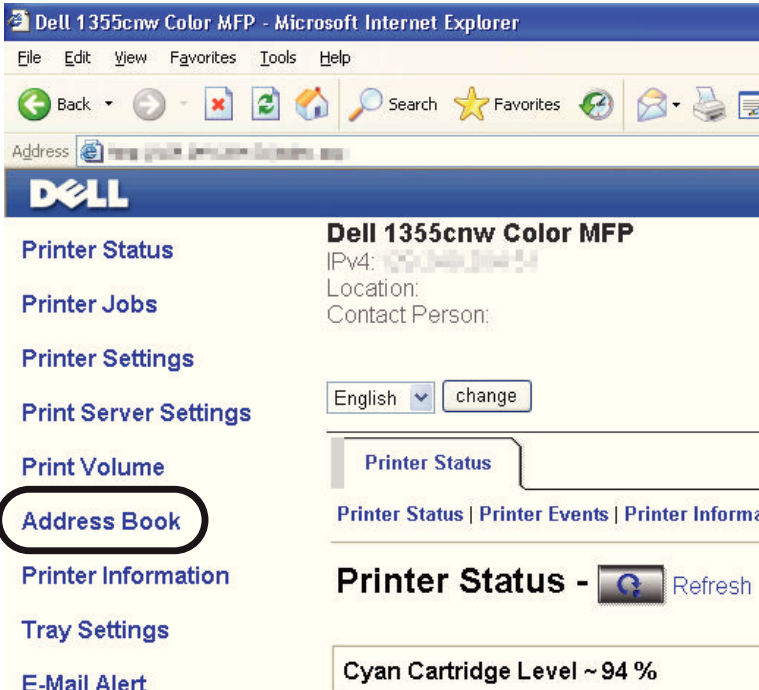 Dell 1355cnw Color MFP - Microsoft Internet Explorer
File Edit View Favorites Tools Help
Back Search Favorites
Address
DELL
Printer Status
Printer Jobs
Printer Settings
Print Server Settings
Print Volume
Address Book
Printer Information
Tray Settings
E-Mail Alert
Dell 1355cnw Color MFP
IPv4:
Location:
Contact Person:
English change
Printer Status
Printer Status | Printer Events | Printer Informa
Printer Status - Refresh
Cyan Cartridge Level ~ 94 %